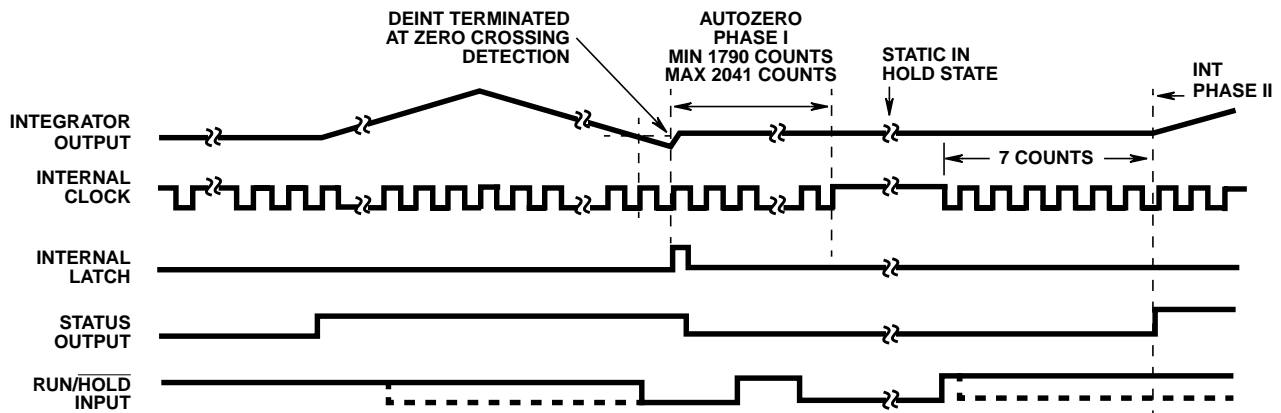 DEINT TERMINATED
AT ZERO CROSSING
DETECTION
AUTOZERO
PHASE I
MIN 1790 COUNTS
MAX 2041 COUNTS
STATIC IN
HOLD STATE
INT
PHASE II
INTEGRATOR
OUTPUT
7 COUNTS
INTERNAL
CLOCK
INTERNAL
LATCH
STATUS
OUTPUT
RUN/HOLD
INPUT